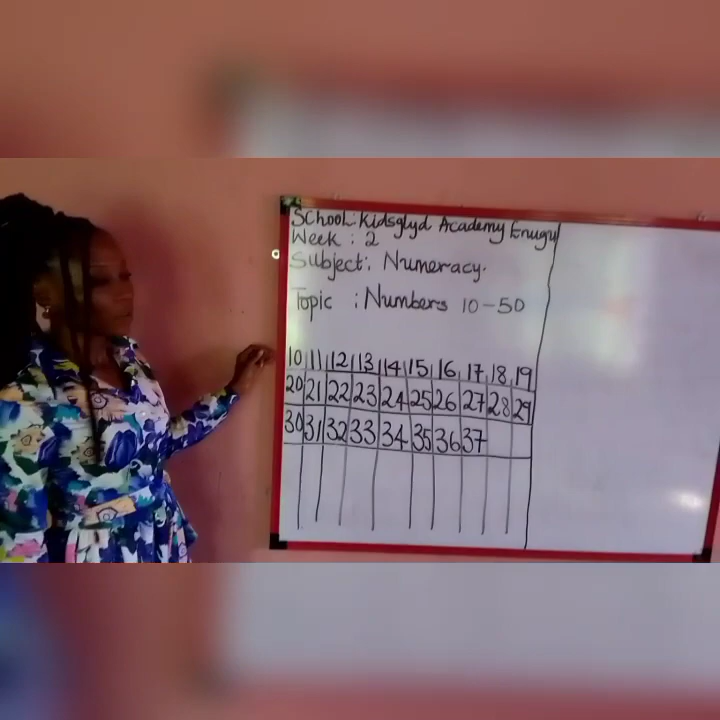 School: Kidsglyd Academy Enugu
Week : 2
Subject: Numeracy.
Topic : Numbers 10-50
10 11 12 13 14 15 16 17 18 19
20 21 22 23 24 25 26 27 28 29
30 31 32 33 34 35 36 37